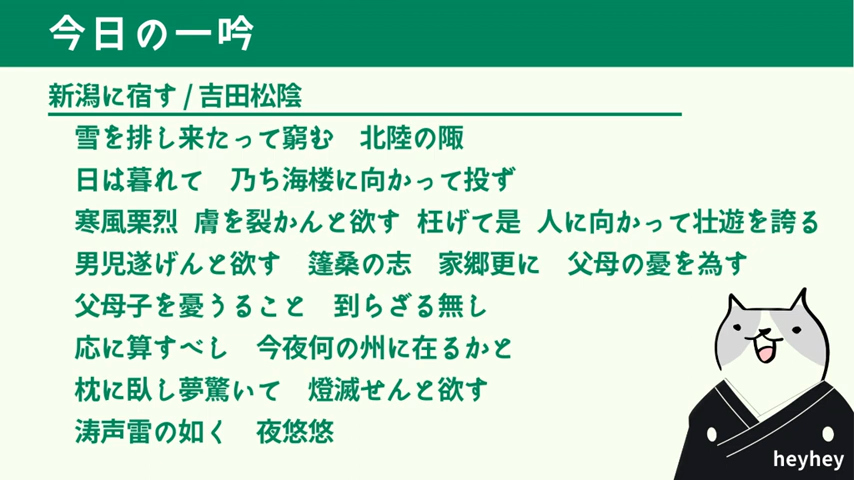 今日の一吟
新潟に宿す / 吉田松陰
雪を排し来たって窮む　北陸の陬
日は暮れて　乃ち海楼に向かって投ず
寒風栗烈　膚を裂かんと欲す　枉げて是　人に向かって壮遊を誇る
男児遂げんと欲す　篷桑の志　家郷更に　父母の憂を為す
父母子を憂うること　到らざる無し
応に算すべし　今夜何の州に在るかと
枕に臥し夢驚いて　燈滅せんと欲す
涛声雷の如く　夜悠悠
heyhey